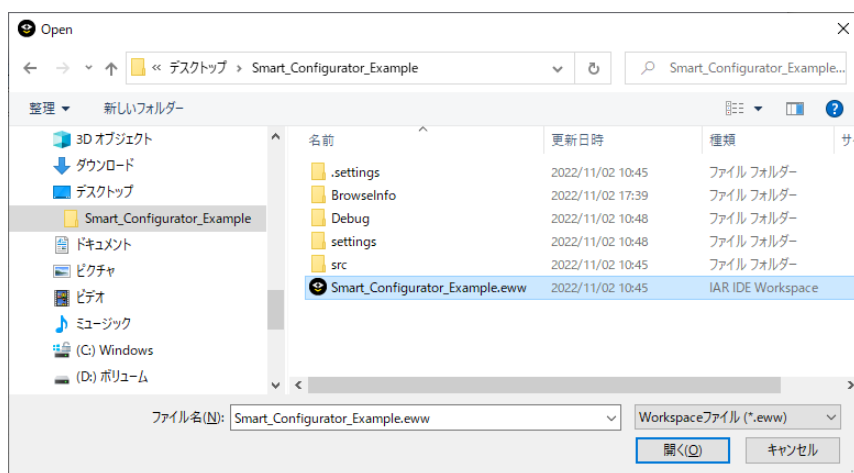 Open
« デスクトップ › Smart_Configurator_Example
Smart_Configurator_Example...
整理 新しいフォルダー
3D オブジェクト
ダウンロード
デスクトップ
Smart_Configurator_Example
ドキュメント
ピクチャ
ビデオ
ミュージック
(C:) Windows
(D:) ボリューム
名前 更新日時 種類 サ
.settings 2022/11/02 10:45 ファイル フォルダー
BrowseInfo 2022/11/02 17:39 ファイル フォルダー
Debug 2022/11/02 10:48 ファイル フォルダー
settings 2022/11/02 10:48 ファイル フォルダー
src 2022/11/02 10:45 ファイル フォルダー
Smart_Configurator_Example.eww 2022/11/02 10:45 IAR IDE Workspace
ファイル名(N): Smart_Configurator_Example.eww Workspaceファイル (*.eww)
開く(O) キャンセル